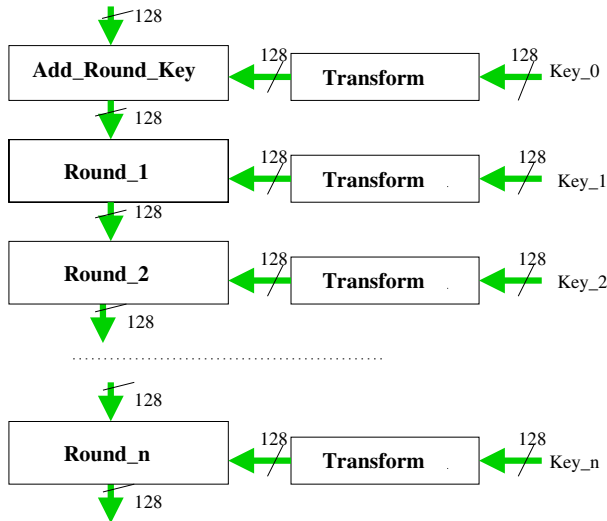 128
Add_Round_Key
128
Transform
128
Key_0
128
Round_1
128
Transform
128
Key_1
128
Round_2
128
Transform
128
Key_2
128
128
Round_n
128
Transform
128
Key_n
128